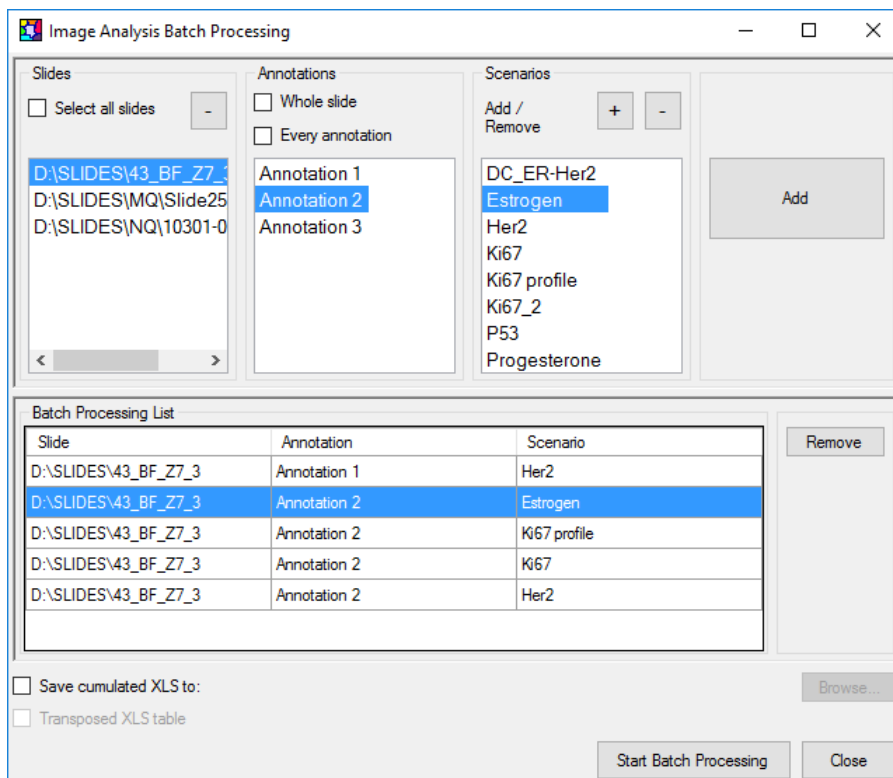 Image Analysis Batch Processing
Slides
Select all slides
-
D:\SLIDES\43_BF_Z7_3
D:\SLIDES\MQ\Slide25
D:\SLIDES\NQ\10301-0
Annotations
Whole slide
Every annotation
Annotation 1
Annotation 2
Annotation 3
Scenarios
Add /
Remove
+ -
DC_ER-Her2
Estrogen
Her2
Ki67
Ki67 profile
Ki67_2
P53
Progesterone
Add
Batch Processing List
Slide Annotation Scenario
D:\SLIDES\43_BF_Z7_3 Annotation 1 Her2
D:\SLIDES\43_BF_Z7_3 Annotation 2 Estrogen
D:\SLIDES\43_BF_Z7_3 Annotation 2 Ki67 profile
D:\SLIDES\43_BF_Z7_3 Annotation 2 Ki67
D:\SLIDES\43_BF_Z7_3 Annotation 2 Her2
Remove
Save cumulated XLS to:
Browse...
Transposed XLS table
Start Batch Processing
Close